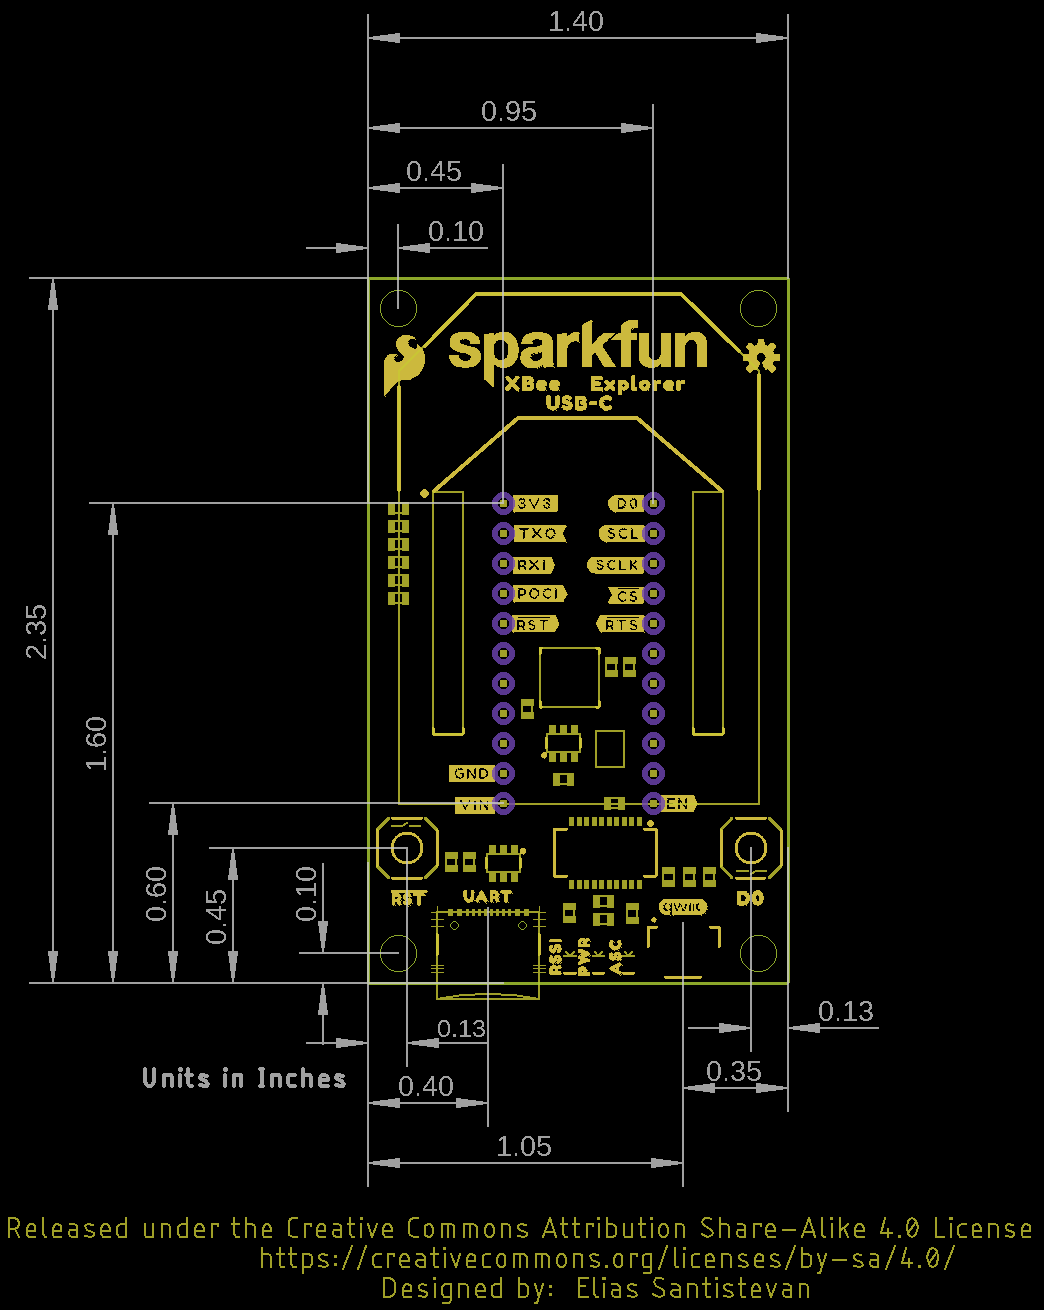 1.40
0.95
0.45
0.10
sparkfun
XBee Explorer
USB-C
3V3 D0
TXO SCL
RXI SCLK
POCI CS
RST RTS
2.35
1.60
GND
VIN EN
0.60
0.45
0.10
RST UART D0
QWIIC
RSSI
PWR
ASC
0.13
0.13
Units in Inches
0.40
0.35
1.05
Released under the Creative Commons Attribution Share-Alike 4.0 License
https://creativecommons.org/licenses/by-sa/4.0/
Designed by: Elias Santistevan